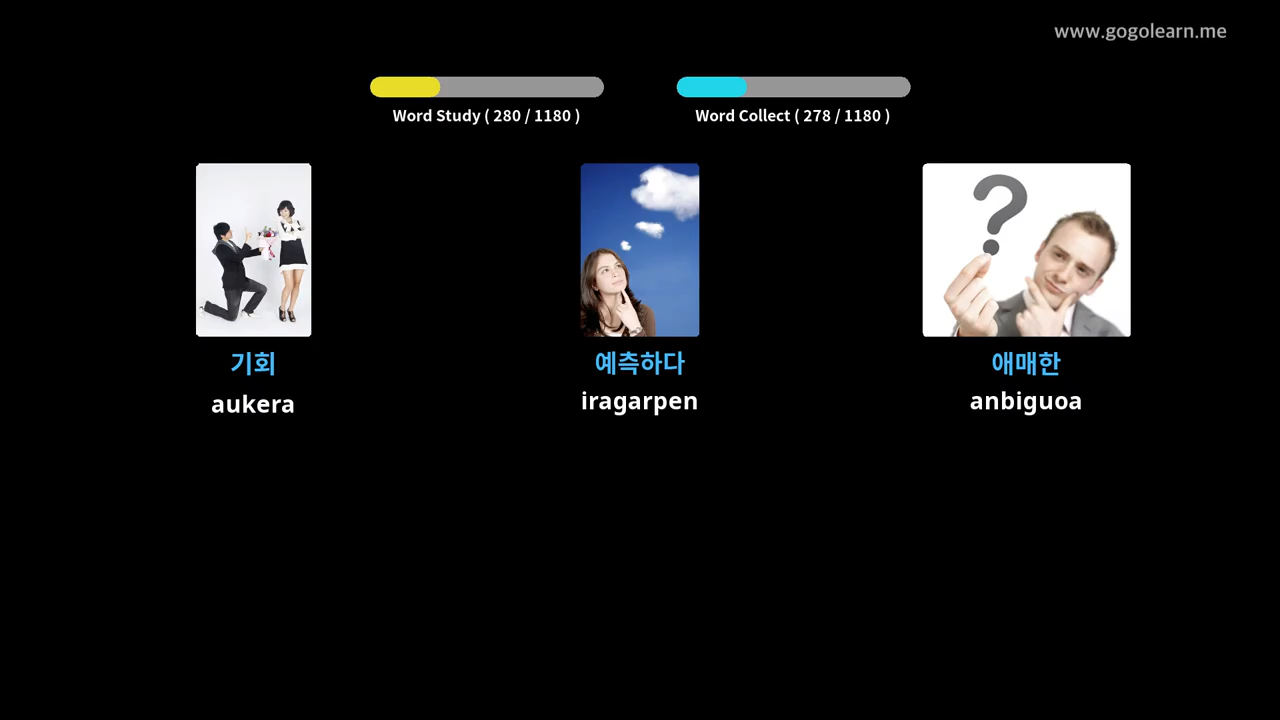 www.gogolearn.me
Word Study ( 280 / 1180 )
Word Collect ( 278 / 1180 )
기회
aukera
예측하다
iragarpen
애매한
anbiguoa